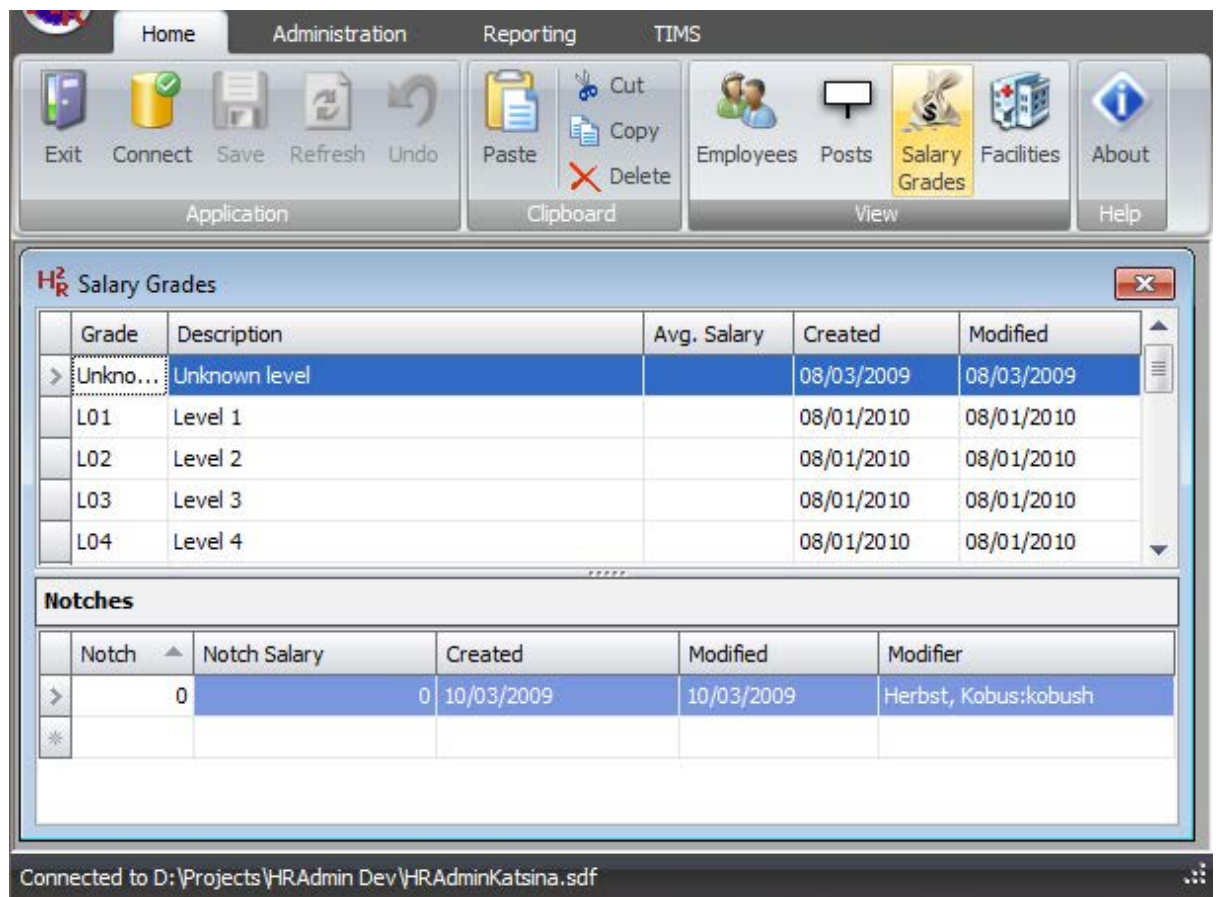 Home Administration Reporting TIMS
Exit Connect Save Refresh Undo Paste Cut Copy Delete Employees Posts Salary Grades Facilities About
Application Clipboard View Help
H2R Salary Grades
Grade Description Avg. Salary Created Modified
Unkno... Unknown level 08/03/2009 08/03/2009
L01 Level 1 08/01/2010 08/01/2010
L02 Level 2 08/01/2010 08/01/2010
L03 Level 3 08/01/2010 08/01/2010
L04 Level 4 08/01/2010 08/01/2010
Notches
Notch Notch Salary Created Modified Modifier
0 0 10/03/2009 10/03/2009 Herbst, Kobus:kobush
Connected to D:\Projects\HRAdmin Dev\HRAdminKatsina.sdf